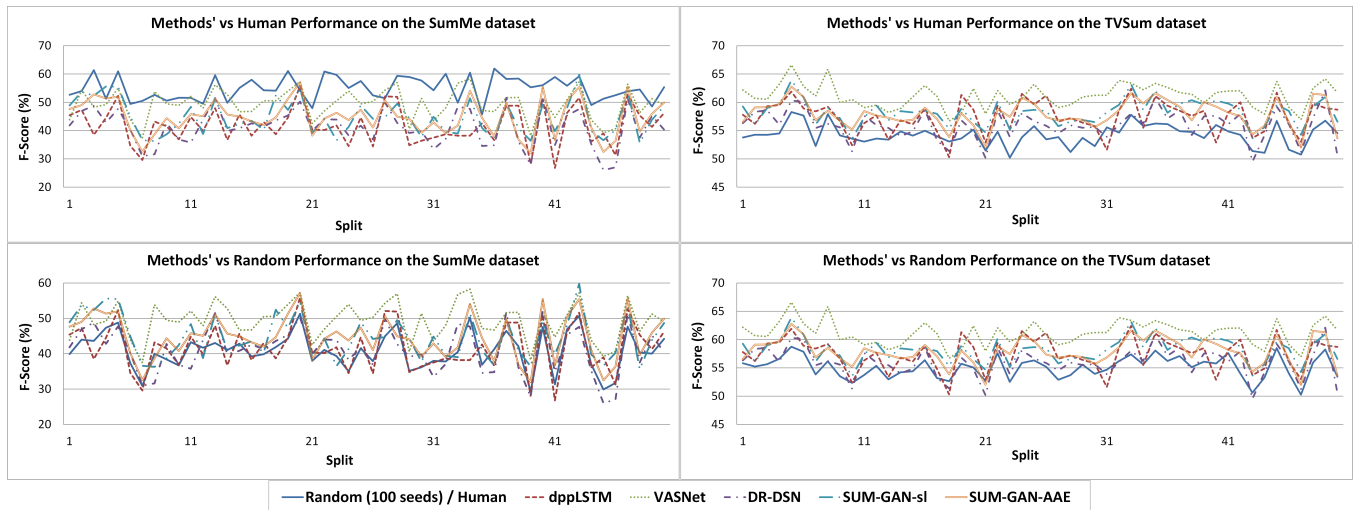 Methods' vs Human Performance on the SumMe dataset
F-Score (%)
70
60
50
40
30
20
1 11 21 31 41
Split
Methods' vs Human Performance on the TVSum dataset
F-Score (%)
70
65
60
55
50
45
1 11 21 31 41
Split
Methods' vs Random Performance on the SumMe dataset
F-Score (%)
60
50
40
30
20
1 11 21 31 41
Split
Methods' vs Random Performance on the TVSum dataset
F-Score (%)
70
65
60
55
50
45
1 11 21 31 41
Split
Random (100 seeds) / Human dppLSTM VASNet DR-DSN SUM-GAN-sl SUM-GAN-AAE